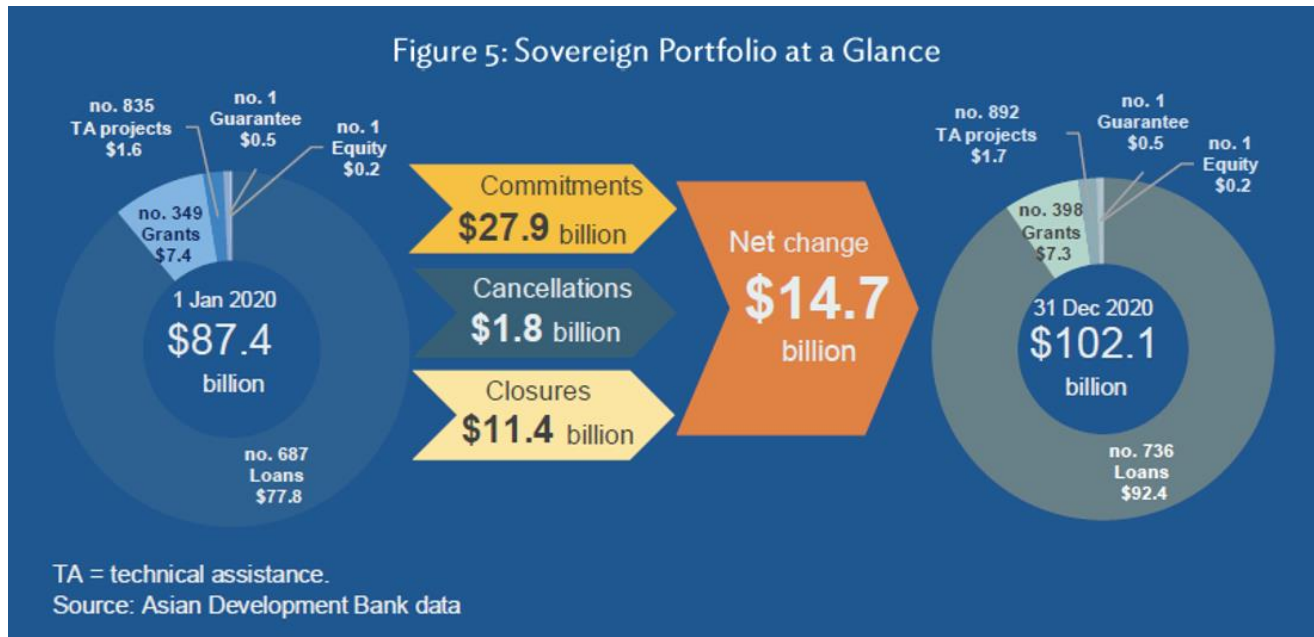 Figure 5: Sovereign Portfolio at a Glance
no. 835
TA projects
$1.6
no. 1
Guarantee
$0.5
no. 1
Equity
$0.2
no. 349
Grants
$7.4
1 Jan 2020
$87.4
billion
no. 687
Loans
$77.8
Commitments
$27.9 billion
Cancellations
$1.8 billion
Closures
$11.4 billion
Net change
$14.7
billion
no. 892
TA projects
$1.7
no. 1
Guarantee
$0.5
no. 1
Equity
$0.2
no. 398
Grants
$7.3
31 Dec 2020
$102.1
billion
no. 736
Loans
$92.4
TA = technical assistance.
Source: Asian Development Bank data